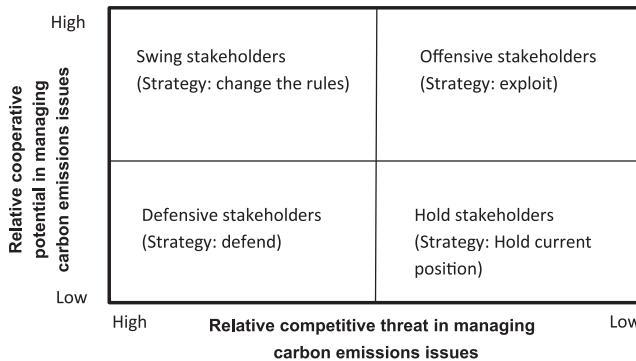 High
Swing stakeholders
(Strategy: change the rules)
Offensive stakeholders
(Strategy: exploit)
Relative cooperative
potential in managing
carbon emissions issues
Defensive stakeholders
(Strategy: defend)
Hold stakeholders
(Strategy: Hold current
position)
Low
High
Relative competitive threat in managing
carbon emissions issues
Low